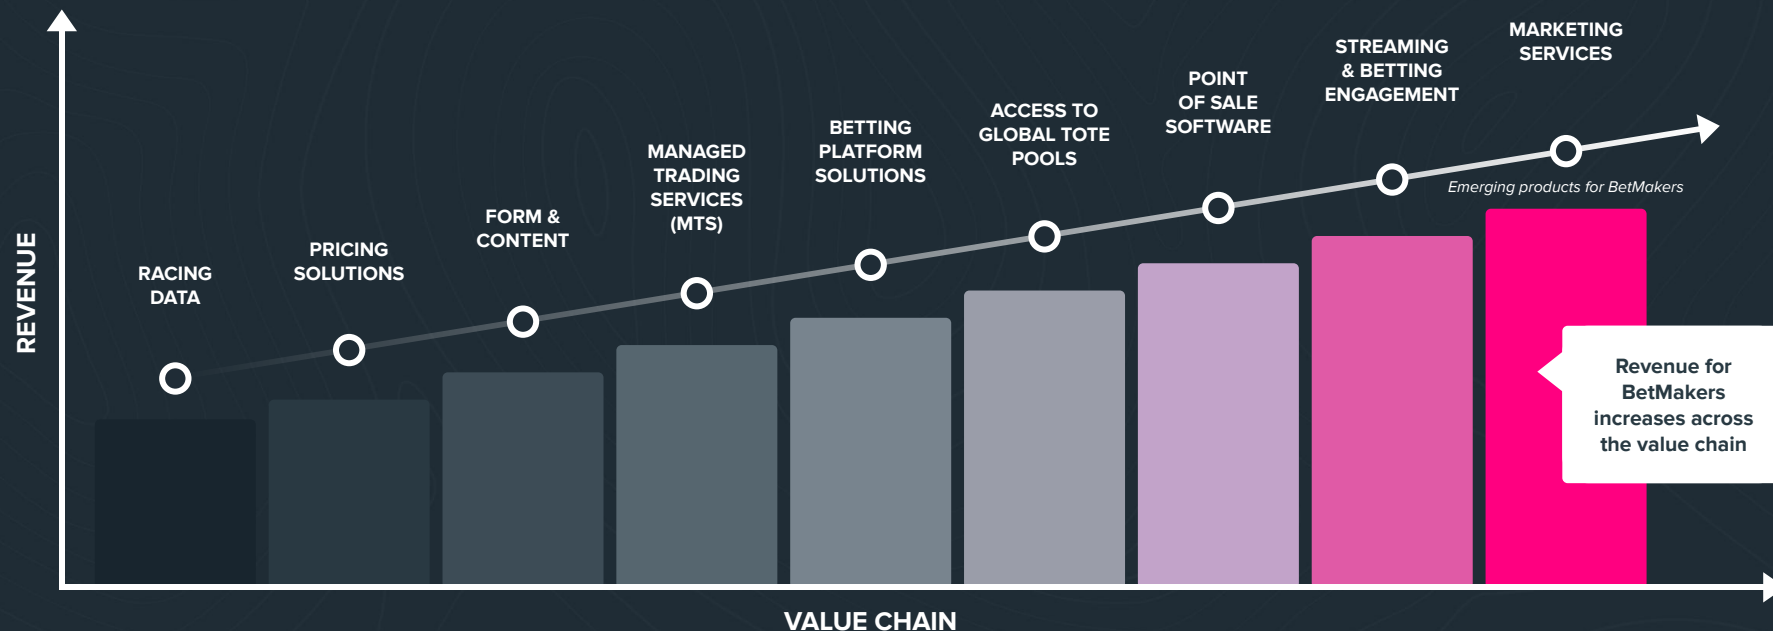 REVENUE
RACING
DATA
PRICING
SOLUTIONS
FORM &
CONTENT
MANAGED
TRADING
SERVICES
(MTS)
BETTING
PLATFORM
SOLUTIONS
ACCESS TO
GLOBAL TOTE
POOLS
POINT
OF SALE
SOFTWARE
STREAMING
& BETTING
ENGAGEMENT
MARKETING
SERVICES
Emerging products for BetMakers
Revenue for
BetMakers
increases across
the value chain
VALUE CHAIN